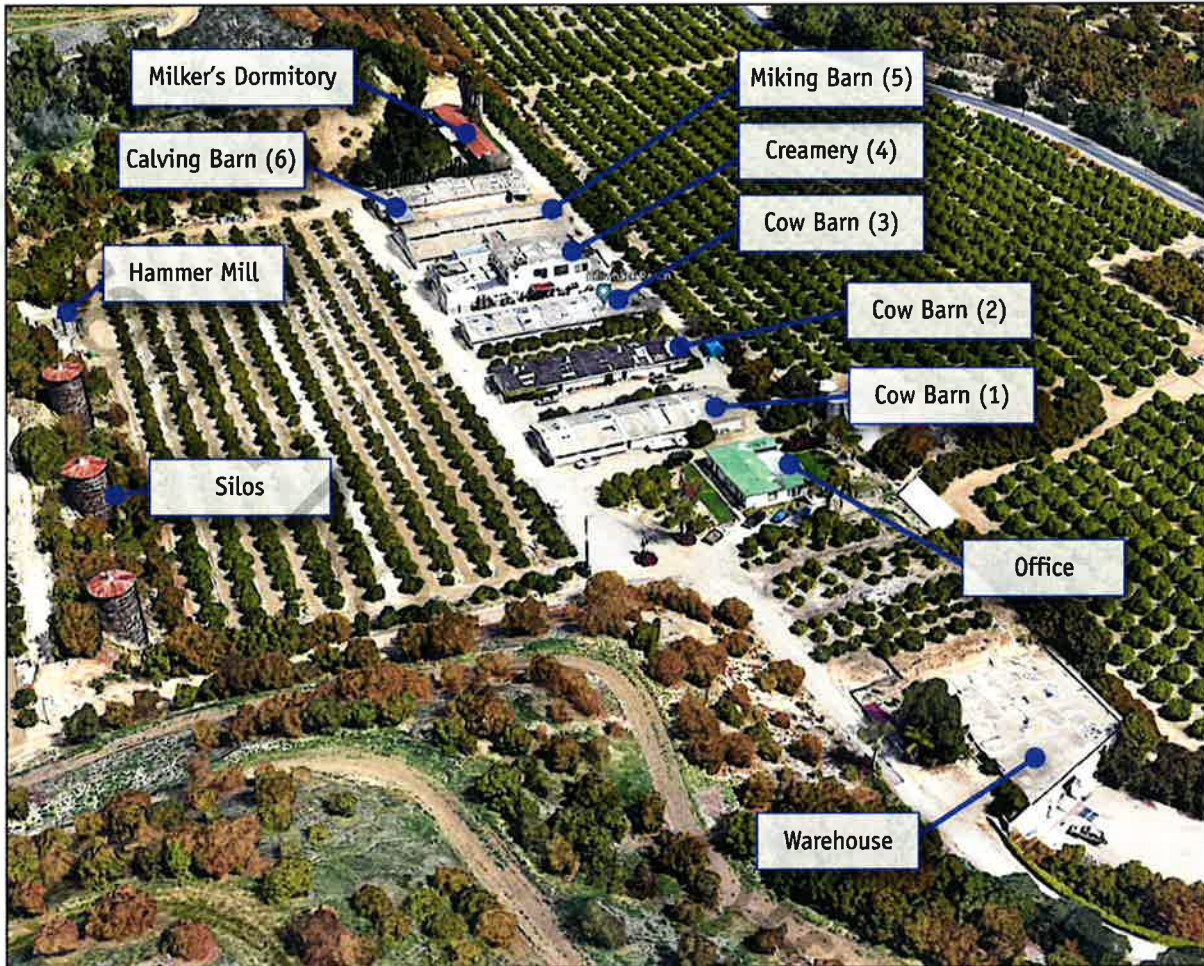 Milker's Dormitory
Miking Barn (5)
Calving Barn (6)
Creamery (4)
Cow Barn (3)
Hammer Mill
Cow Barn (2)
Cow Barn (1)
Silos
Office
Warehouse